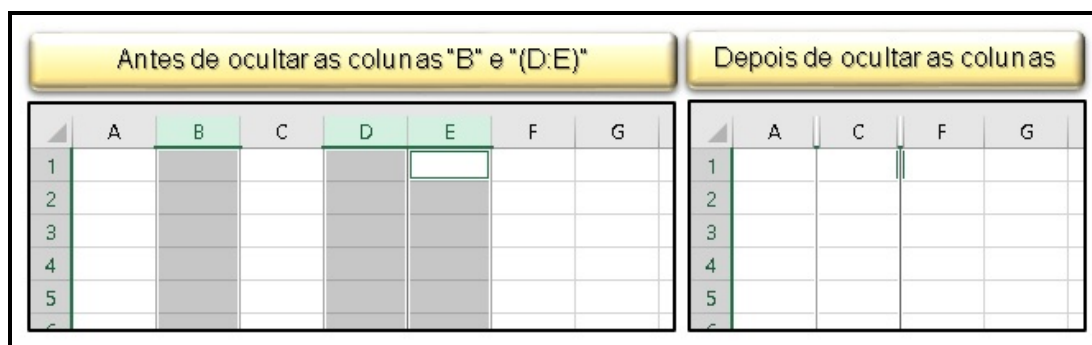 Antes de ocultar as colunas "B" e "(D:E)"
Depois de ocultar as colunas
A B C D E F G
1
2
3
4
5
A C F G
1
2
3
4
5